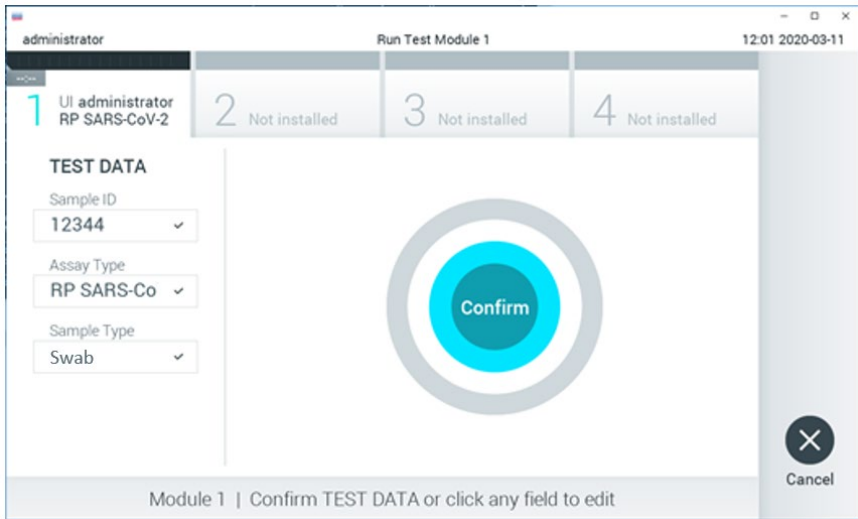 administrator Run Test Module 1 12:01 2020-03-11
--:--
1 UI administrator
RP SARS-CoV-2
2 Not installed
3 Not installed
4 Not installed
TEST DATA
Sample ID
12344
Assay Type
RP SARS-Co
Sample Type
Swab
Confirm
Cancel
Module 1 | Confirm TEST DATA or click any field to edit